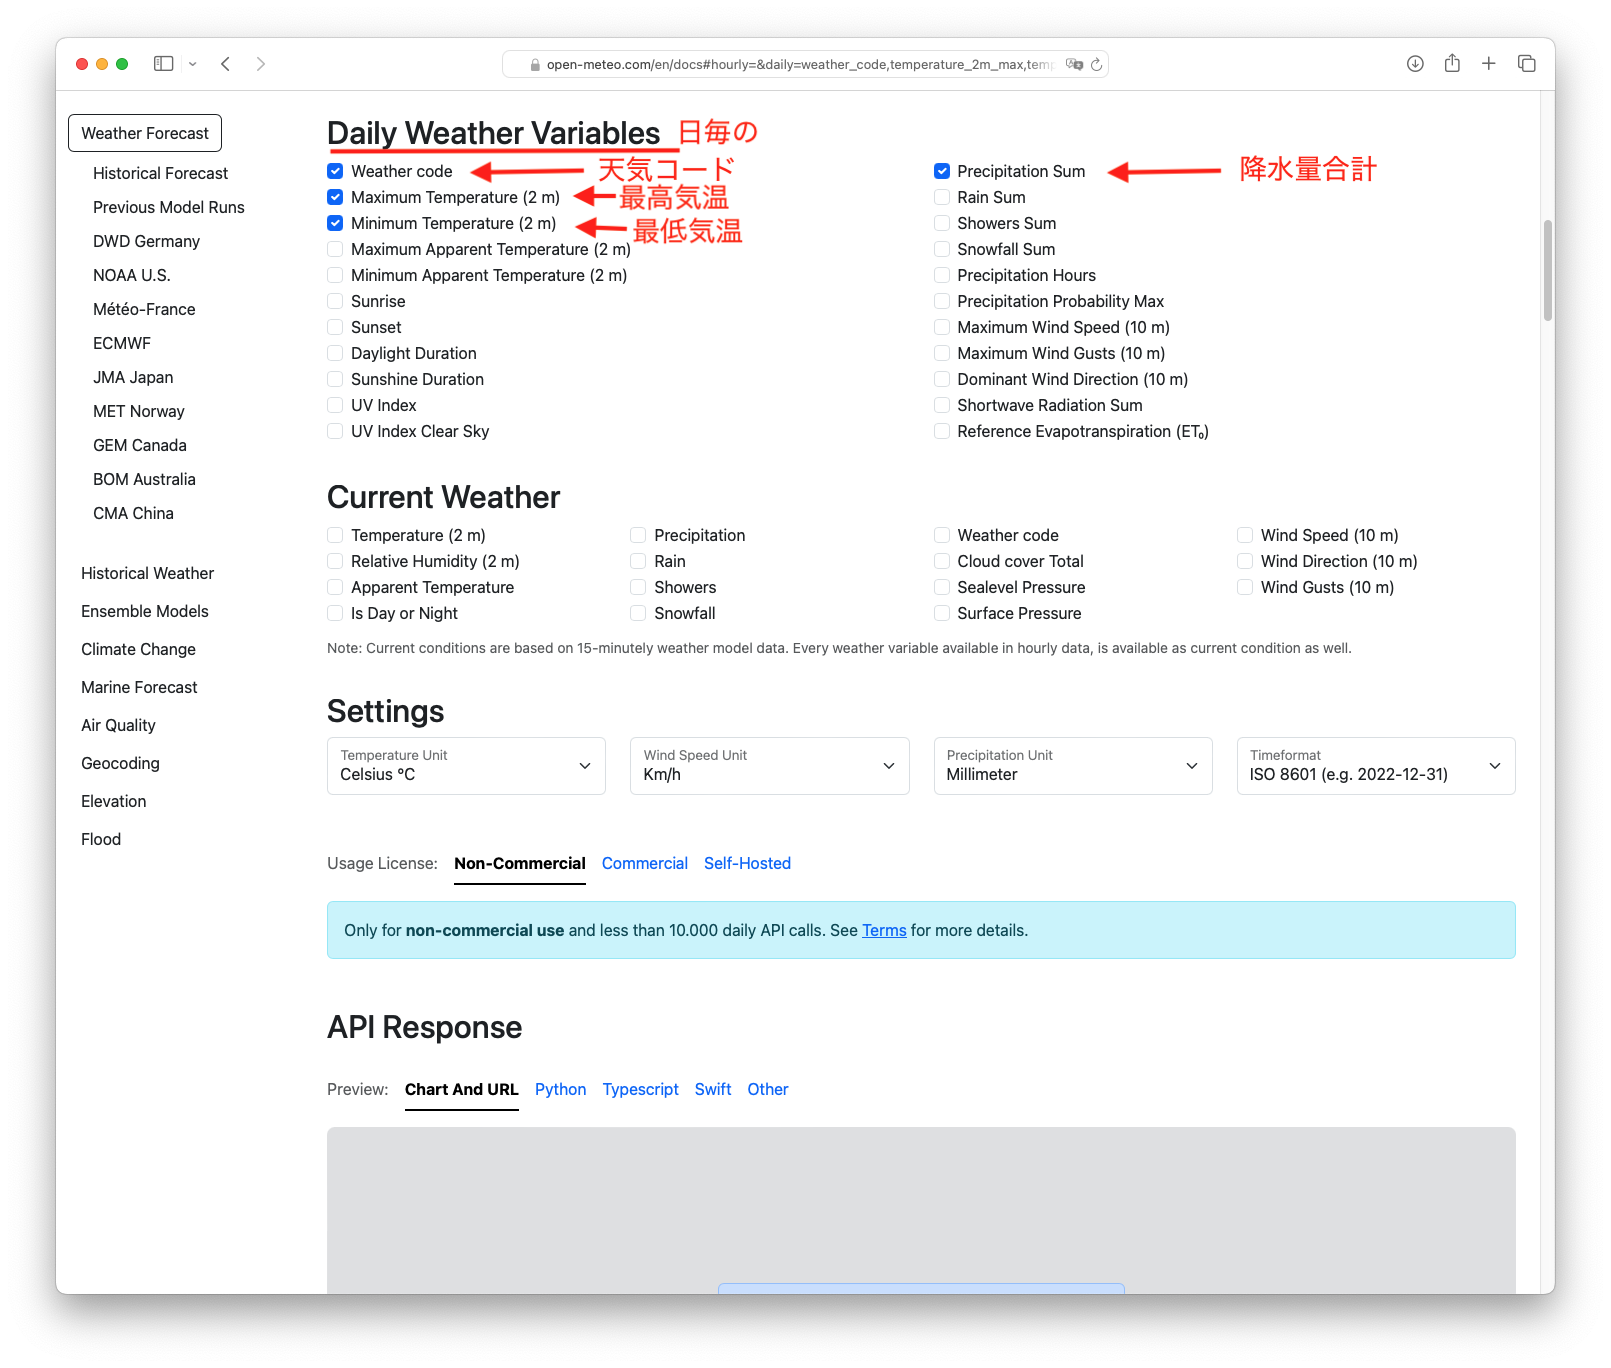 open-meteo.com/en/docs#hourly=&daily=weather_code,temperature_2m_max,temp
Weather Forecast
Historical Forecast
Previous Model Runs
DWD Germany
NOAA U.S.
Météo-France
ECMWF
JMA Japan
MET Norway
GEM Canada
BOM Australia
CMA China
Historical Weather
Ensemble Models
Climate Change
Marine Forecast
Air Quality
Geocoding
Elevation
Flood
Daily Weather Variables 日毎の
Weather code 天気コード
Maximum Temperature (2 m) 最高気温
Minimum Temperature (2 m) 最低気温
Maximum Apparent Temperature (2 m)
Minimum Apparent Temperature (2 m)
Sunrise
Sunset
Daylight Duration
Sunshine Duration
UV Index
UV Index Clear Sky
Precipitation Sum 降水量合計
Rain Sum
Showers Sum
Snowfall Sum
Precipitation Hours
Precipitation Probability Max
Maximum Wind Speed (10 m)
Maximum Wind Gusts (10 m)
Dominant Wind Direction (10 m)
Shortwave Radiation Sum
Reference Evapotranspiration (ET₀)
Current Weather
Temperature (2 m)
Relative Humidity (2 m)
Apparent Temperature
Is Day or Night
Precipitation
Rain
Showers
Snowfall
Weather code
Cloud cover Total
Sealevel Pressure
Surface Pressure
Wind Speed (10 m)
Wind Direction (10 m)
Wind Gusts (10 m)
Note: Current conditions are based on 15-minutely weather model data. Every weather variable available in hourly data, is available as current condition as well.
Settings
Temperature Unit
Celsius °C
Wind Speed Unit
Km/h
Precipitation Unit
Millimeter
Timeformat
ISO 8601 (e.g. 2022-12-31)
Usage License: Non-Commercial Commercial Self-Hosted
Only for non-commercial use and less than 10.000 daily API calls. See Terms for more details.
API Response
Preview: Chart And URL Python Typescript Swift Other